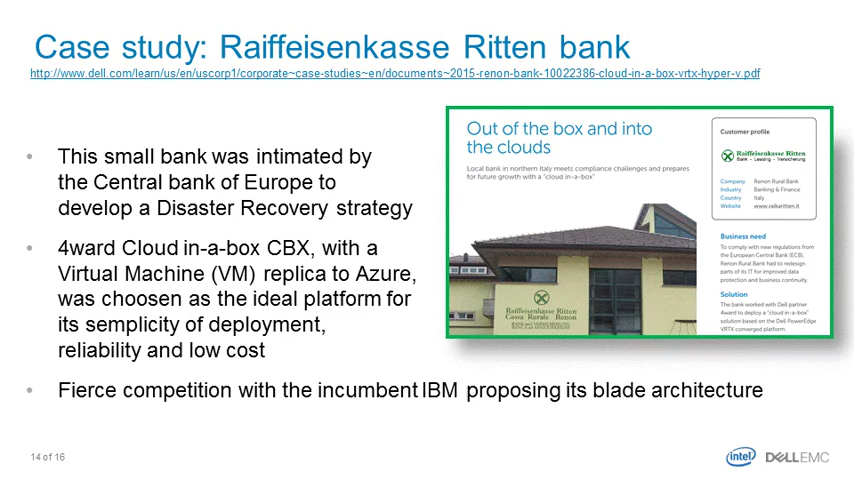 Case study: Raiffeisenkasse Ritten bank
http://www.dell.com/learn/us/en/uscorp1/corporate~case-studies~en/documents~2015-renon-bank-10022386-cloud-in-a-box-vrtx-hyper-v.pdf
• This small bank was intimated by
the Central bank of Europe to
develop a Disaster Recovery strategy
• 4ward Cloud in-a-box CBX, with a
Virtual Machine (VM) replica to Azure,
was choosen as the ideal platform for
its semplicity of deployment,
reliability and low cost
• Fierce competition with the incumbent IBM proposing its blade architecture
Out of the box and into
the clouds
Local bank in northern Italy meets compliance challenges and prepares
for future growth with a "cloud in-a-box"
Raiffeisenkasse Ritten
Cassa Rurale Renon
Customer profile
Raiffeisenkasse Ritten
Bank - Leasing - Versicherung
Company Renon Rural Bank
Industry Banking & Finance
Country Italy
Website www.raikaritten.it
Business need
To comply with new regulations from
the European Central Bank (ECB),
Renon Rural Bank had to redesign
parts of its IT for improved data
protection and business continuity.
Solution
The bank worked with Dell partner
4ward to deploy a "cloud in-a-box"
solution based on the Dell PowerEdge
VRTX converged platform.
14 of 16
intel
DELLEMC